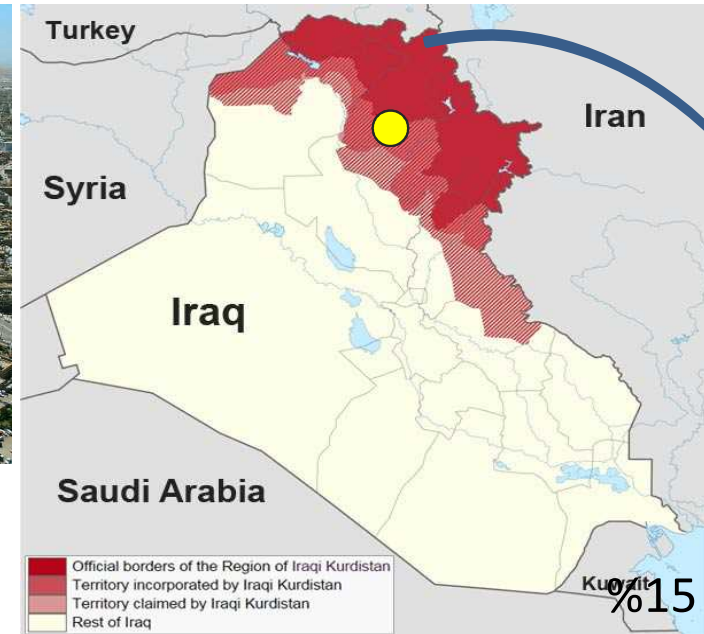 Turkey
Iran
Syria
Iraq
Saudi Arabia
Official borders of the Region of Iraqi Kurdistan
Territory incorporated by Iraqi Kurdistan
Territory claimed by Iraqi Kurdistan
Rest of Iraq
Kuwait
%15